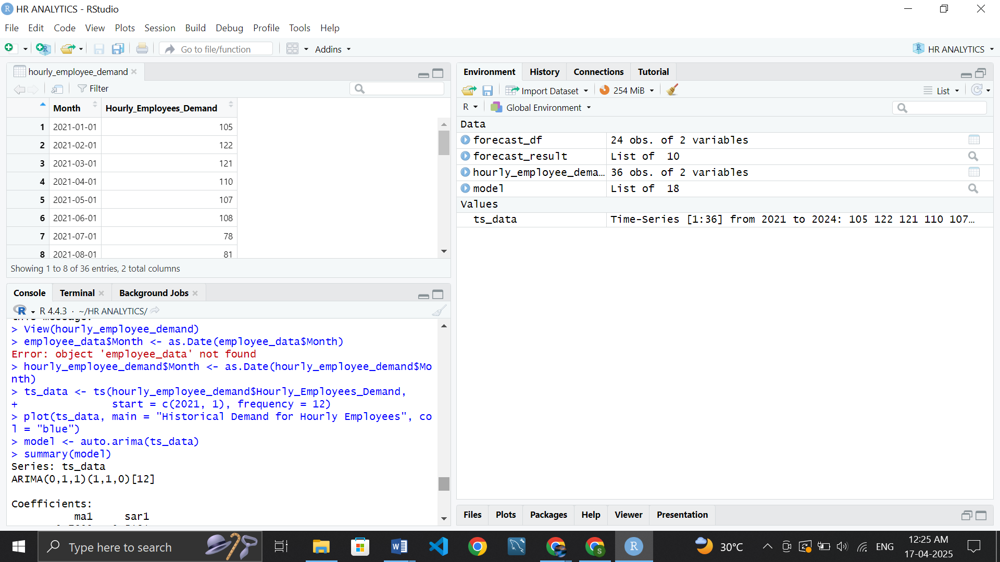 HR ANALYTICS - RStudio
File Edit Code View Plots Session Build Debug Profile Tools Help
Go to file/function Addins HR ANALYTICS
hourly_employee_demand
Filter
Month Hourly_Employees_Demand
1 2021-01-01 105
2 2021-02-01 122
3 2021-03-01 121
4 2021-04-01 110
5 2021-05-01 107
6 2021-06-01 108
7 2021-07-01 78
8 2021-08-01 81
Showing 1 to 8 of 36 entries, 2 total columns
Console Terminal Background Jobs
R 4.4.3 · ~/HR ANALYTICS/
> View(hourly_employee_demand)
> employee_data$Month <- as.Date(employee_data$Month)
Error: object 'employee_data' not found
> hourly_employee_demand$Month <- as.Date(hourly_employee_demand$Mo
nth)
> ts_data <- ts(hourly_employee_demand$Hourly_Employees_Demand,
+ start = c(2021, 1), frequency = 12)
> plot(ts_data, main = "Historical Demand for Hourly Employees", co
l = "blue")
> model <- auto.arima(ts_data)
> summary(model)
Series: ts_data
ARIMA(0,1,1)(1,1,0)[12]
Coefficients:
ma1 sar1
Environment History Connections Tutorial
Import Dataset 254 MiB List
R Global Environment
Data
forecast_df 24 obs. of 2 variables
forecast_result List of 10
hourly_employee_dema… 36 obs. of 2 variables
model List of 18
Values
ts_data Time-Series [1:36] from 2021 to 2024: 105 122 121 110 107…
Files Plots Packages Help Viewer Presentation
Type here to search
30°C
ENG
12:25 AM
17-04-2025